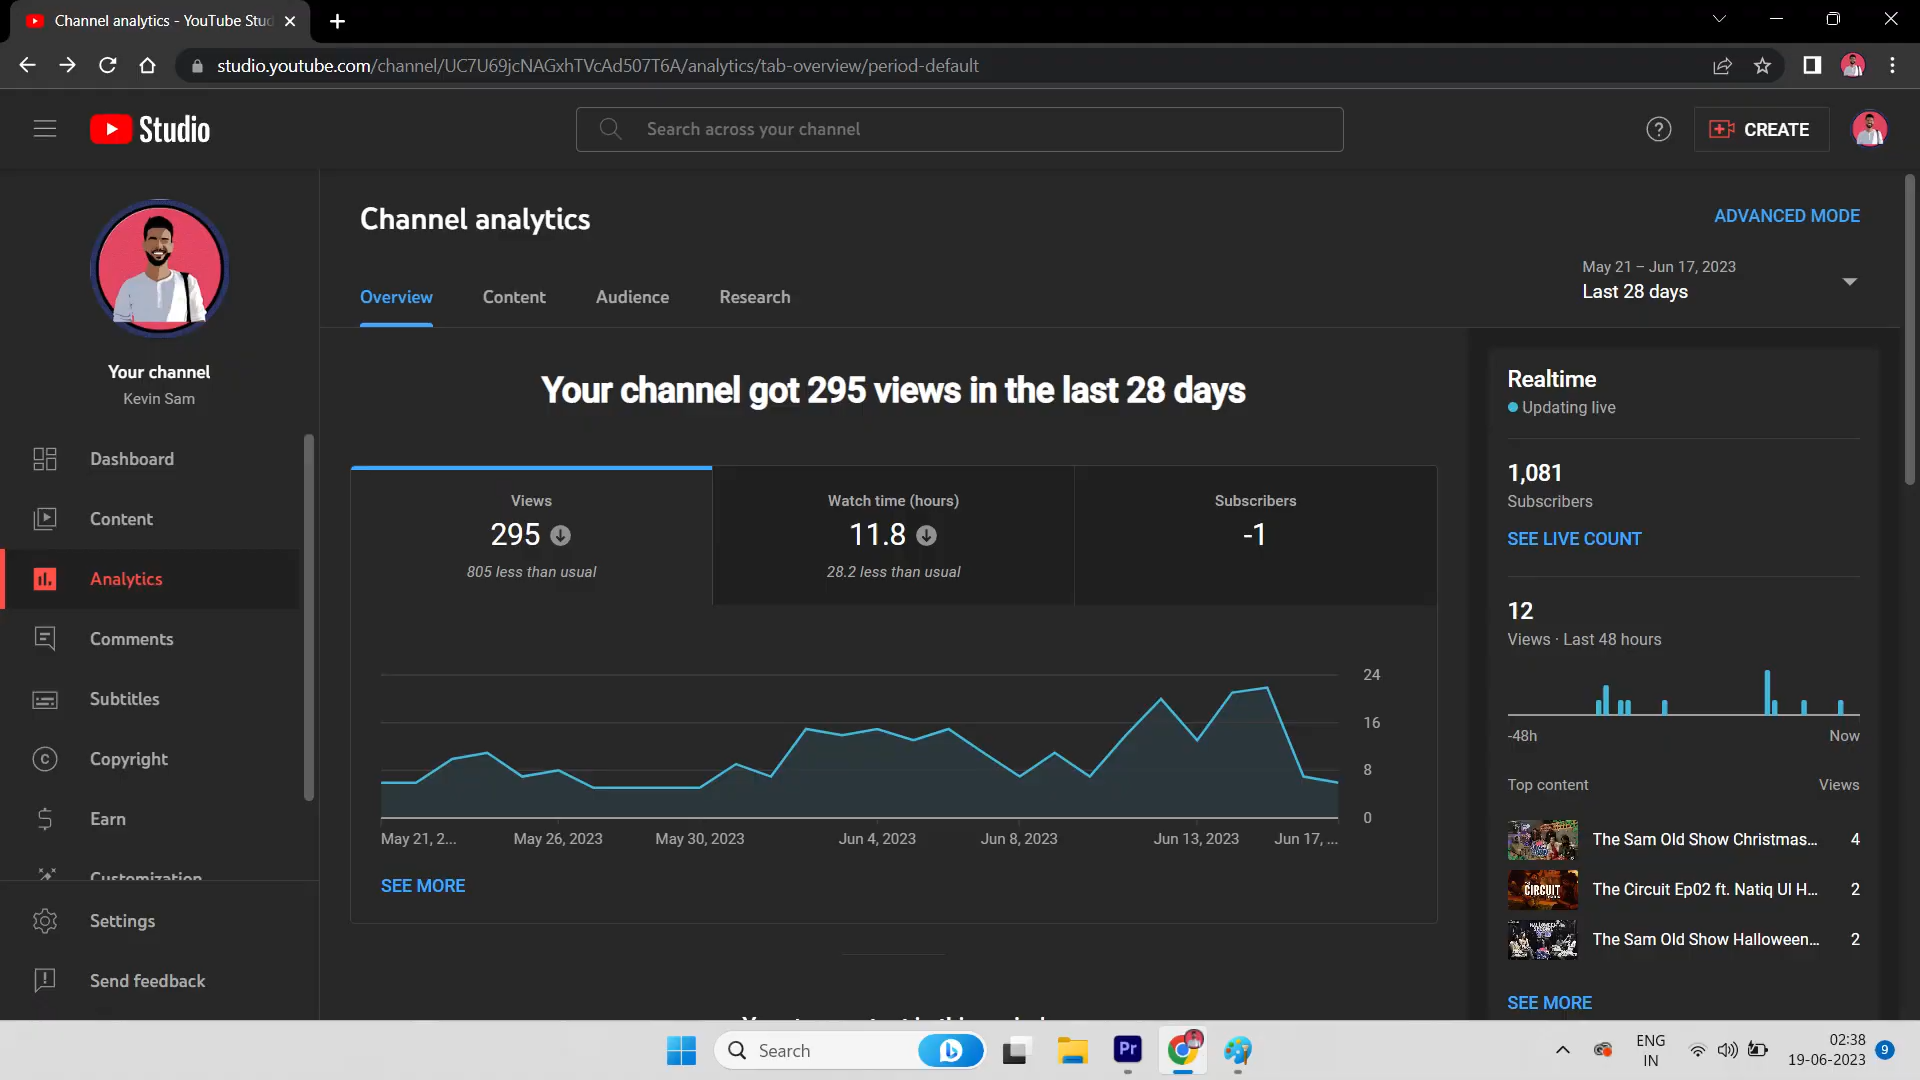 Channel analytics - YouTube Stud
studio.youtube.com/channel/UC7U69jcNAGxhTVcAd507T6A/analytics/tab-overview/period-default
Studio
Search across your channel
CREATE
Your channel
Kevin Sam
Dashboard
Content
Analytics
Comments
Subtitles
Copyright
Earn
Customization
Settings
Send feedback
Channel analytics
ADVANCED MODE
Overview
Content
Audience
Research
May 21 – Jun 17, 2023
Last 28 days
Your channel got 295 views in the last 28 days
Views
295
805 less than usual
Watch time (hours)
11.8
28.2 less than usual
Subscribers
-1
24
16
8
0
May 21, 2...
May 26, 2023
May 30, 2023
Jun 4, 2023
Jun 8, 2023
Jun 13, 2023
Jun 17, ...
SEE MORE
Realtime
Updating live
1,081
Subscribers
SEE LIVE COUNT
12
Views · Last 48 hours
-48h
Now
Top content
Views
The Sam Old Show Christmas...
4
CIRCUIT
The Circuit Ep02 ft. Natiq Ul H...
2
The Sam Old Show Halloween...
2
SEE MORE
Search
Pr
ENG
IN
02:38
19-06-2023
9